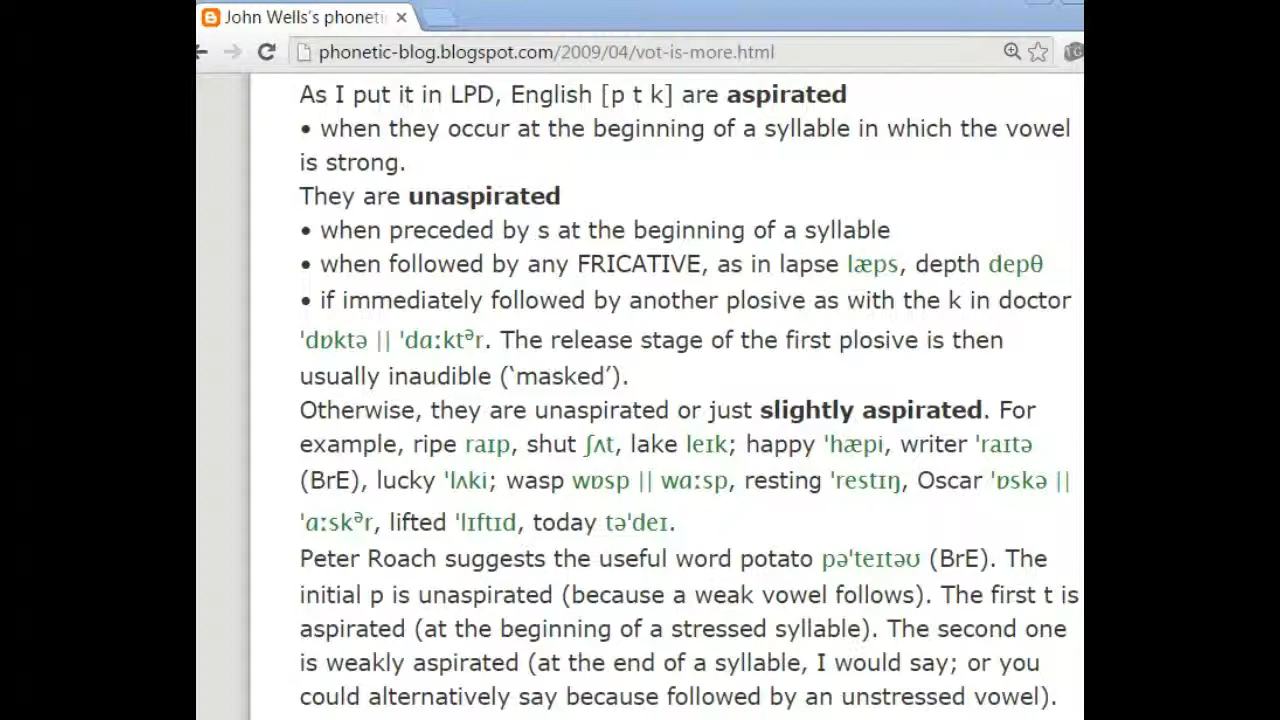 John Wells's phoneti
phonetic-blog.blogspot.com/2009/04/vot-is-more.html
As I put it in LPD, English [p t k] are aspirated
• when they occur at the beginning of a syllable in which the vowel
is strong.
They are unaspirated
• when preceded by s at the beginning of a syllable
• when followed by any FRICATIVE, as in lapse læps, depth depθ
• if immediately followed by another plosive as with the k in doctor
ˈdɒktə || ˈdɑːktᵊr. The release stage of the first plosive is then
usually inaudible (‘masked’).
Otherwise, they are unaspirated or just slightly aspirated. For
example, ripe raɪp, shut ʃʌt, lake leɪk; happy ˈhæpi, writer ˈraɪtə
(BrE), lucky ˈlʌki; wasp wɒsp || wɑːsp, resting ˈrestɪŋ, Oscar ˈɒskə ||
ˈɑːskᵊr, lifted ˈlɪftɪd, today təˈdeɪ.
Peter Roach suggests the useful word potato pəˈteɪtəʊ (BrE). The
initial p is unaspirated (because a weak vowel follows). The first t is
aspirated (at the beginning of a stressed syllable). The second one
is weakly aspirated (at the end of a syllable, I would say; or you
could alternatively say because followed by an unstressed vowel).